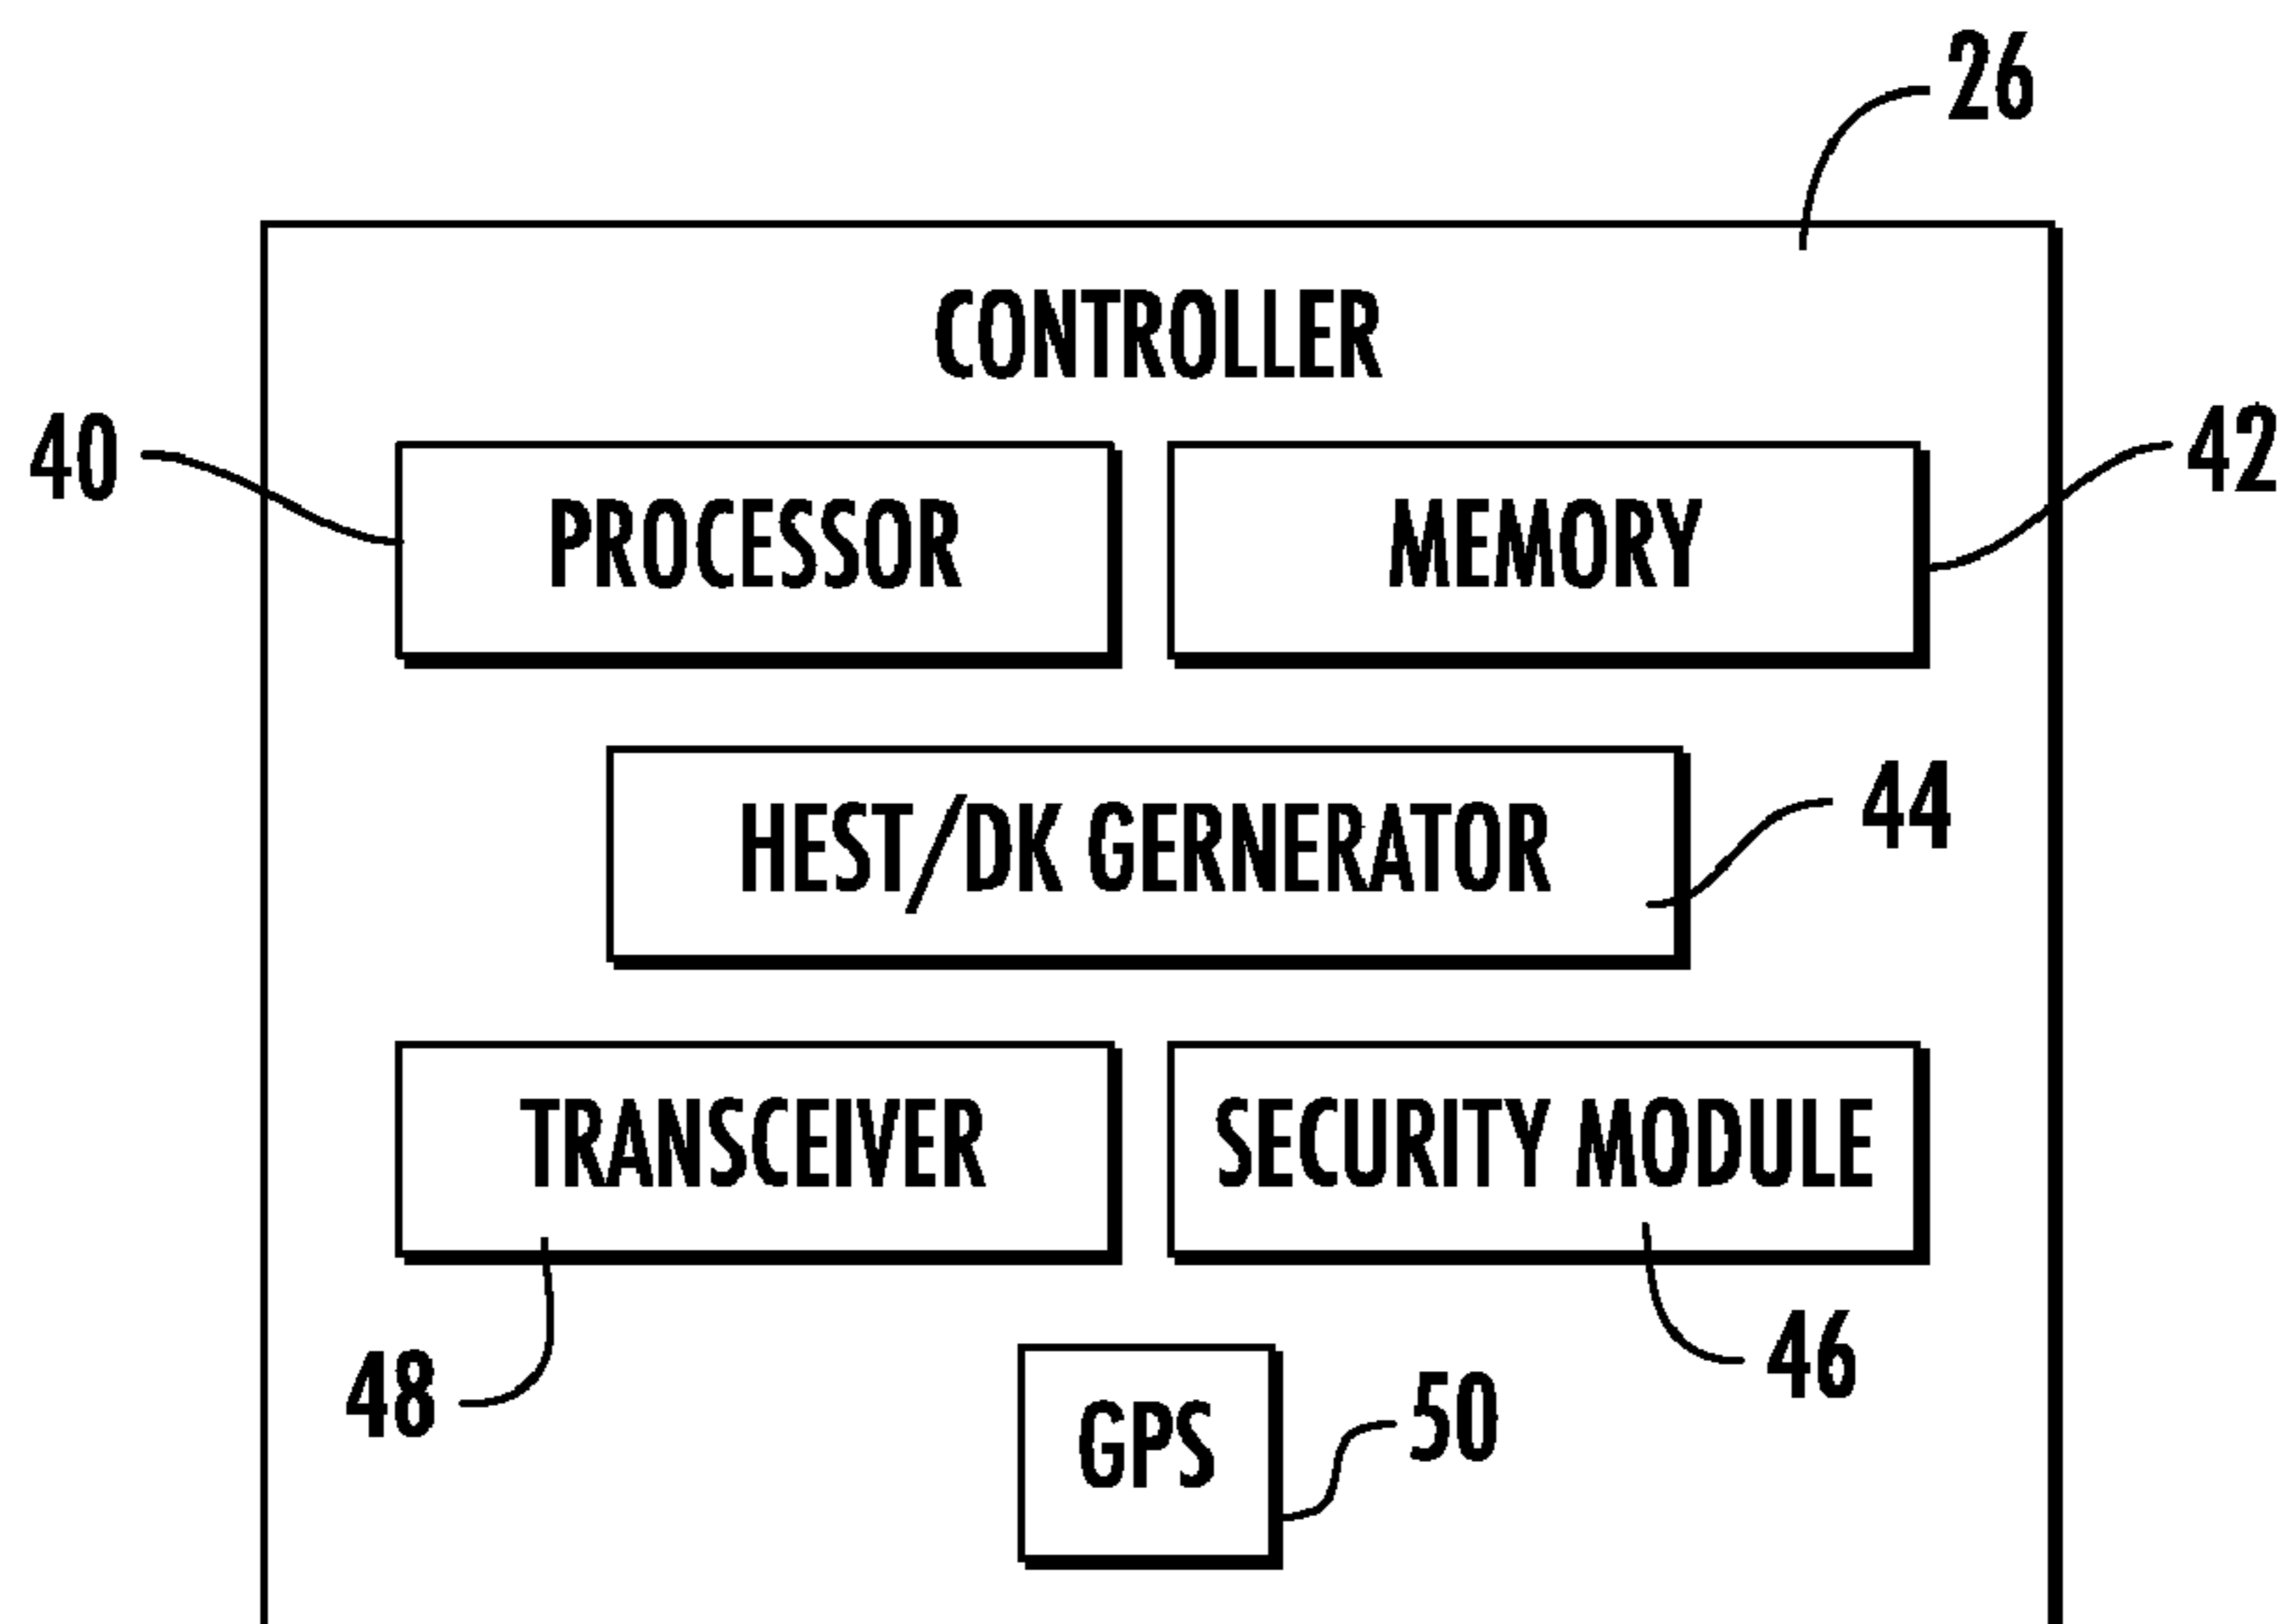 26
CONTROLLER
40
PROCESSOR
MEMORY
42
HEST/DK GERNERATOR
44
TRANSCEIVER
SECURITY MODULE
48
GPS
50
46